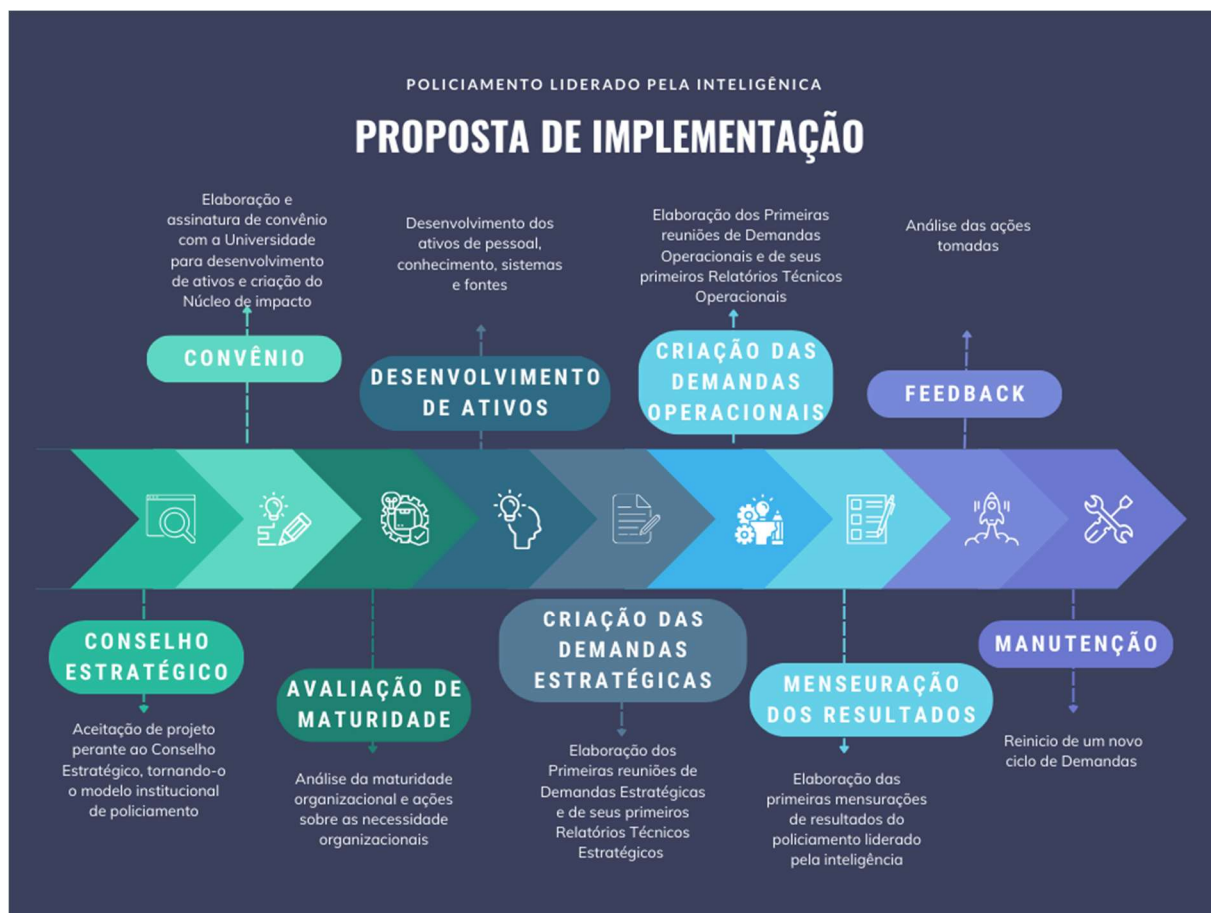 POLICIAMENTO LIDERADO PELA INTELIGÊNICA
PROPOSTA DE IMPLEMENTAÇÃO
Elaboração e
assinatura de convênio
com a Universidade
para desenvolvimento
de ativos e criação do
Núcleo de impacto
CONVÊNIO
Desenvolvimento dos
ativos de pessoal,
conhecimento, sistemas
e fontes
DESENVOLVIMENTO
DE ATIVOS
Elaboração dos Primeiras
reuniões de Demandas
Operacionais e de seus
primeiros Relatórios Técnicos
Operacionais
CRIAÇÃO DAS
DEMANDAS
OPERACIONAIS
Análise das ações
tomadas
FEEDBACK
CONSELHO
ESTRATÉGICO
Aceitação de projeto
perante ao Conselho
Estratégico, tornando-o
o modelo institucional
de policiamento
AVALIAÇÃO DE
MATURIDADE
Análise da maturidade
organizacional e ações
sobre as necessidade
organizacionais
CRIAÇÃO DAS
DEMANDAS
ESTRATÉGICAS
Elaboração dos
Primeiras reuniões de
Demandas Estratégicas
e de seus primeiros
Relatórios Técnicos
Estratégicos
MENSEURAÇÃO
DOS RESULTADOS
Elaboração das
primeiras mensurações
de resultados do
policiamento liderado
pela inteligência
MANUTENÇÃO
Reinicio de um novo
ciclo de Demandas